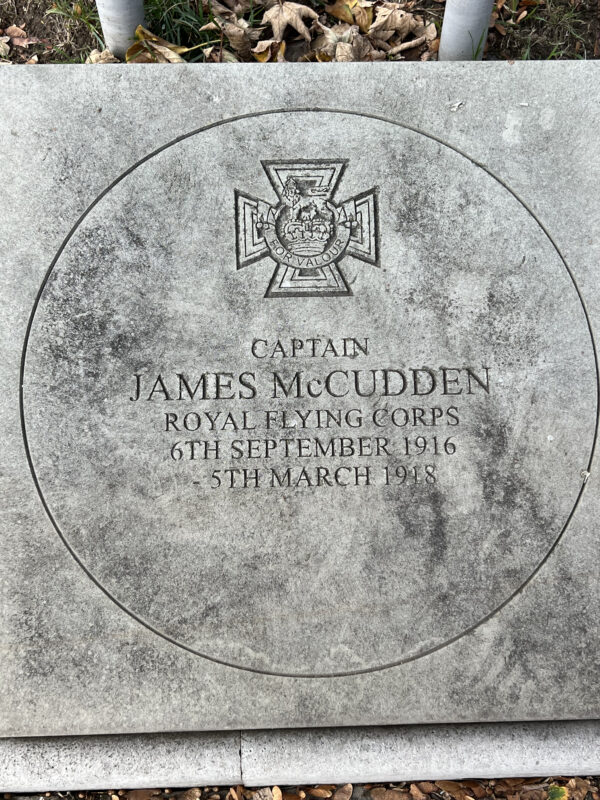 FOR VALOUR
CAPTAIN
JAMES McCUDDEN
ROYAL FLYING CORPS
6TH SEPTEMBER 1916
- 5TH MARCH 1918